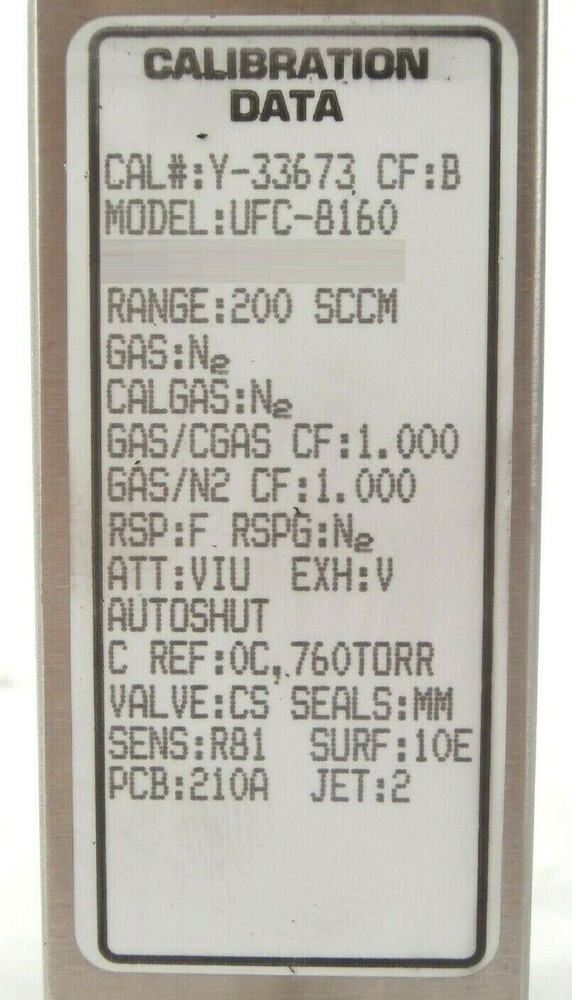 CALIBRATION
DATA
CAL#:Y-33673 CF:B
MODEL:UFC-8160
RANGE:200 SCCM
GAS:N₂
CALGAS:N₂
GAS/CGAS CF:1.000
GAS/N2 CF:1.000
RSP:F RSPG:N₂
ATT:VIU EXH:V
AUTOSHUT
C REF:0C,760TORR
VALVE:CS SEALS:MM
SENS:R81 SURF:10E
PCB:210A JET:2